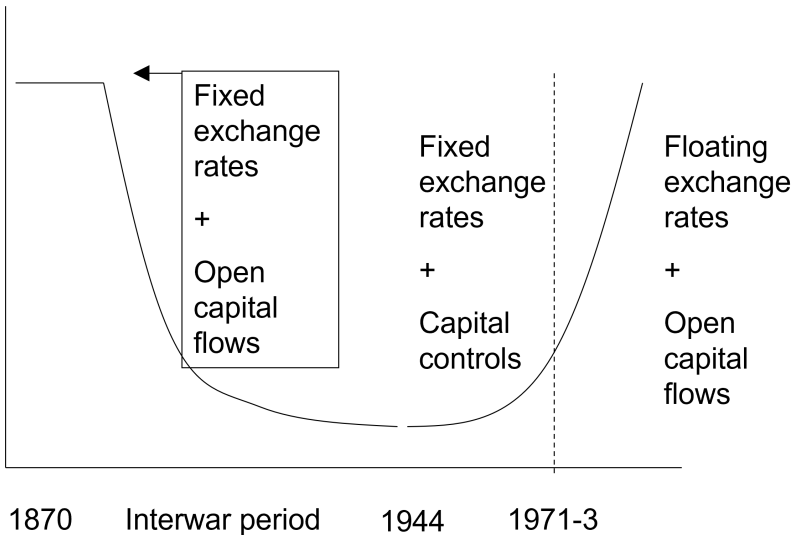 Fixed
exchange
rates
+
Open
capital
flows
Fixed
exchange
rates
+
Capital
controls
Floating
exchange
rates
+
Open
capital
flows
1870
Interwar period
1944
1971-3